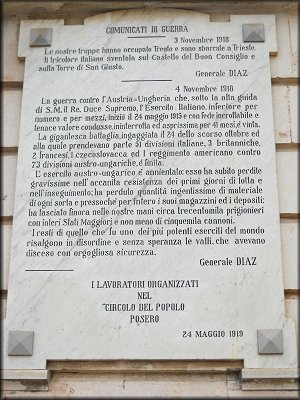 COMUNICATI DI GUERRA
3 Novembre 1918
Le nostre truppe hanno occupato Trento e sono sbarcate a Trieste.
Il tricolore italiano sventola sul Castello del Buon Consiglio e
sulla Torre di San Giusto.
Generale DIAZ
4 Novembre 1918
La guerra contro l'Austria-Ungheria che, sotto la alta guida
di S.M. il Re, Duce Supremo, l'Esercito Italiano, inferiore per
numero e per mezzi, iniziò il 24 maggio 1915 e con fede incrollabile e
tenace valore condusse, ininterrotta ed asprissima per 41 mesi, è vinta.
La gigantesca battaglia, ingaggiata il 24 dello scorso ottobre ed
alla quale prendevano parte 51 divisioni italiane, 3 britanniche,
2 francesi, 1 czecoslovacca ed 1 reggimento americano contro
73 divisioni austro-ungariche, è finita.
L'esercito austro-ungarico è annientato: esso ha subito perdite
gravissime nell'accanita resistenza dei primi giorni di lotta e
nell'inseguimento; ha perduto quantità ingentissime di materiale
di ogni sorta e pressoché per intero i suoi magazzini ed i depositi;
ha lasciato finora nelle nostre mani circa trecentomila prigionieri
con interi Stati Maggiori e non meno di cinquemila cannoni.
I resti di quello che fu uno dei più potenti eserciti del mondo
risalgono in disordine e senza speranza le valli, che avevano
disceso con orgogliosa sicurezza.
Generale DIAZ
I LAVORATORI ORGANIZZATI
NEL
"CIRCOLO DEL POPOLO
POSERO
24 MAGGIO 1919